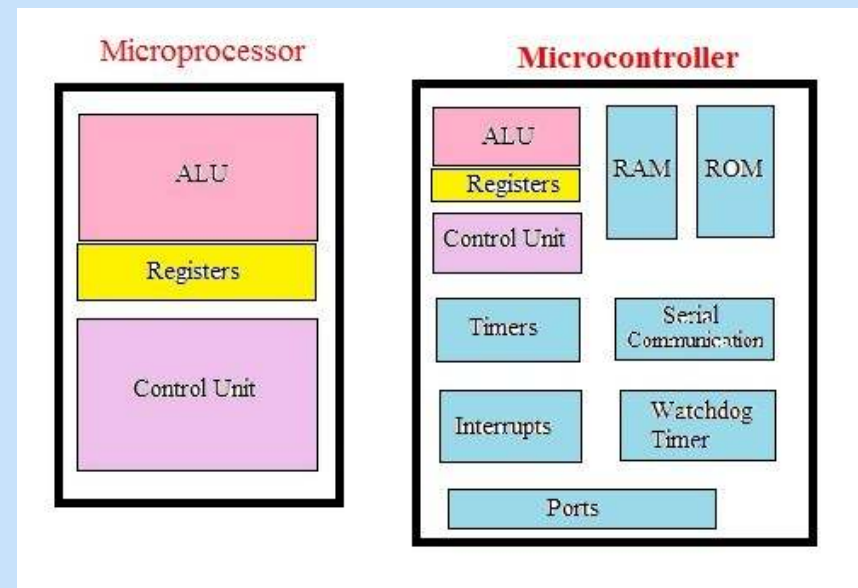 Microprocessor
ALU
Registers
Control Unit
Microcontroller
ALU
Registers
Control Unit
RAM
ROM
Timers
Serial
Communication
Interrupts
Watchdog
Timer
Ports